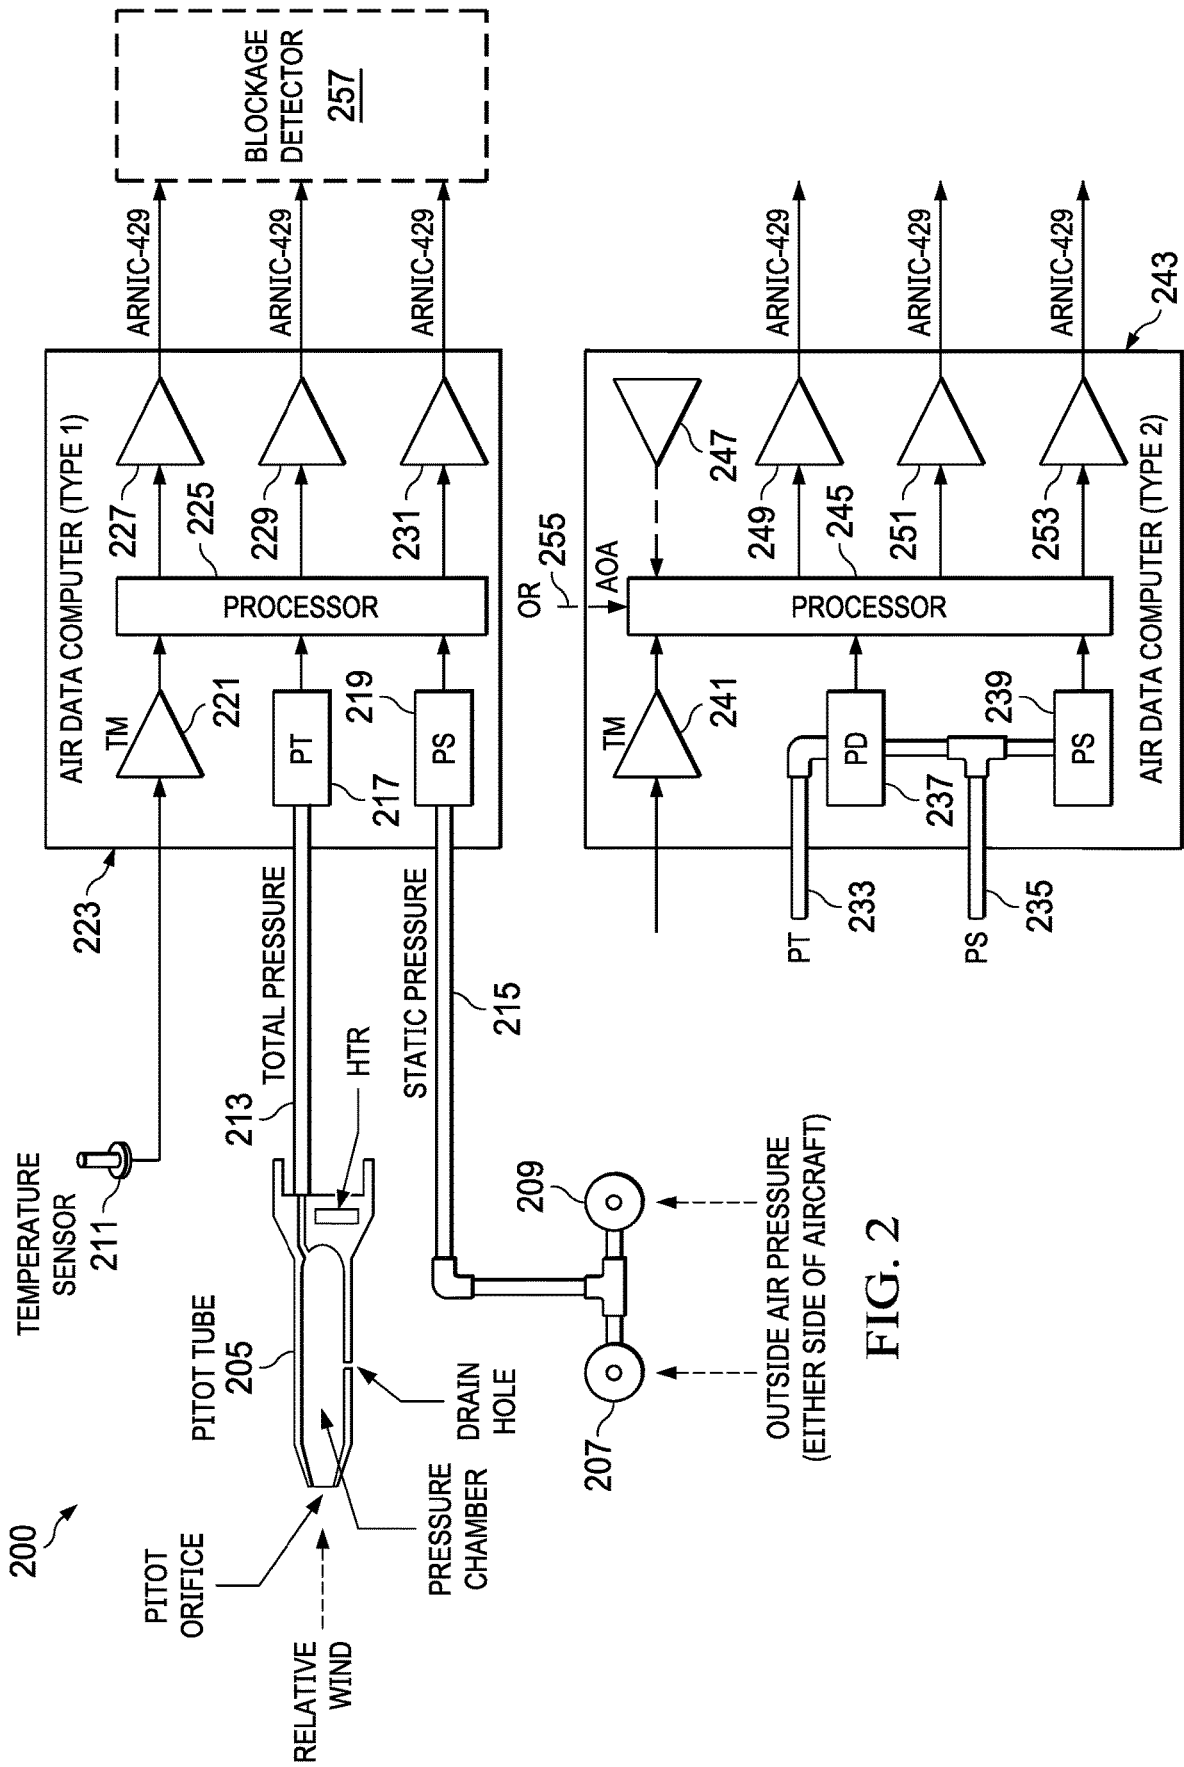 200
PITOT
ORIFICE
RELATIVE
WIND
PITOT TUBE
205
PRESSURE
CHAMBER
DRAIN
HOLE
HTR
TEMPERATURE
SENSOR
211
213
TOTAL PRESSURE
STATIC PRESSURE
215
207
209
OUTSIDE AIR PRESSURE
(EITHER SIDE OF AIRCRAFT)
223
AIR DATA COMPUTER (TYPE 1)
TM
221
PT
217
219
PS
PROCESSOR
225
227
229
231
ARNIC-429
ARNIC-429
ARNIC-429
BLOCKAGE
DETECTOR
257
OR
255
AOA
TM
241
PT
233
PS
235
PD
237
239
PS
PROCESSOR
245
247
249
251
253
ARNIC-429
ARNIC-429
ARNIC-429
243
AIR DATA COMPUTER (TYPE 2)
FIG. 2